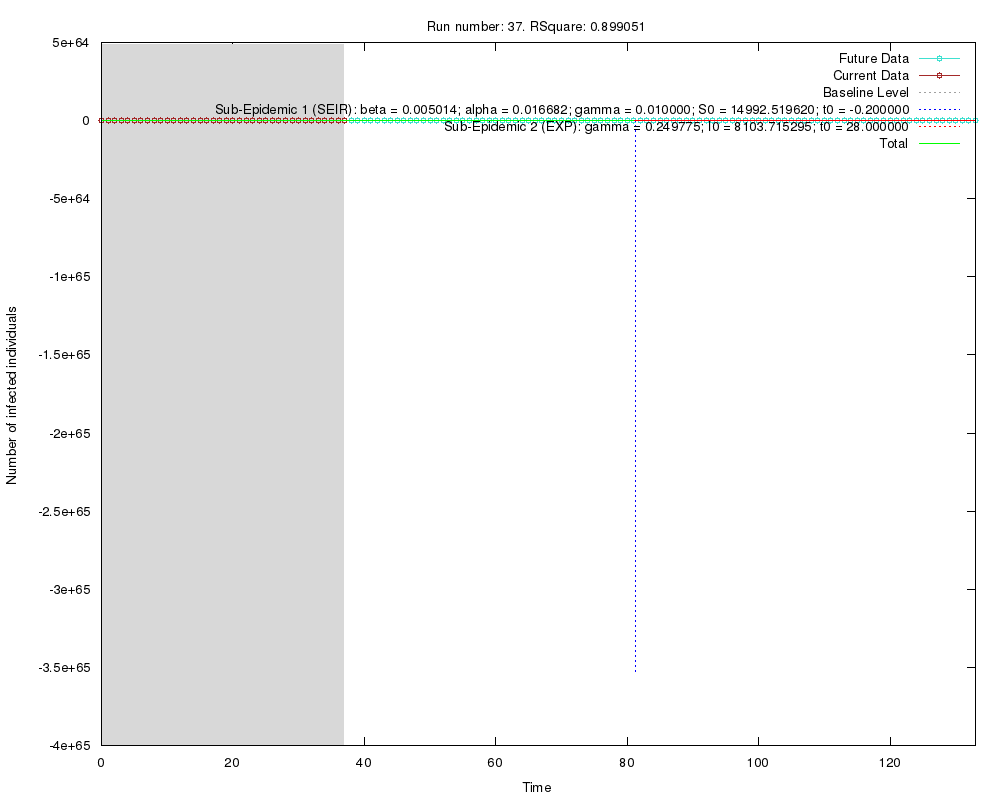 Run number: 37. RSquare: 0.899051
Future Data
Current Data
Baseline Level
Sub-Epidemic 1 (SEIR): beta = 0.005014; alpha = 0.016682; gamma = 0.010000; S0 = 14992.519620; t0 = -0.200000
Sub-Epidemic 2 (EXP): gamma = 0.249775; I0 = 8103.715295; t0 = 28.000000
Total
5e+64
0
-5e+64
-1e+65
-1.5e+65
-2e+65
-2.5e+65
-3e+65
-3.5e+65
-4e+65
Number of infected individuals
0 20 40 60 80 100 120
Time